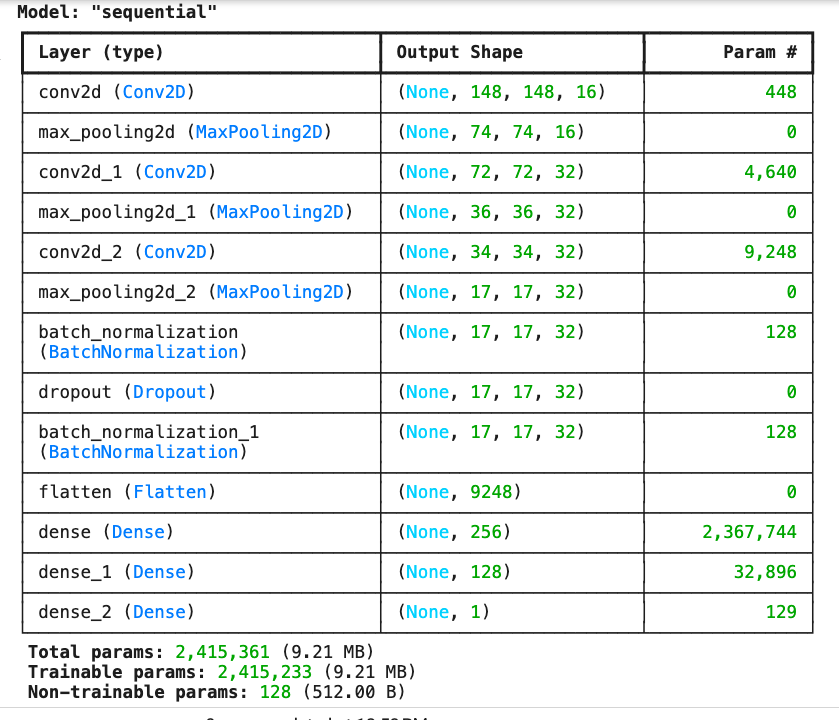 Model: "sequential"
Layer (type) Output Shape Param #
conv2d (Conv2D) (None, 148, 148, 16) 448
max_pooling2d (MaxPooling2D) (None, 74, 74, 16) 0
conv2d_1 (Conv2D) (None, 72, 72, 32) 4,640
max_pooling2d_1 (MaxPooling2D) (None, 36, 36, 32) 0
conv2d_2 (Conv2D) (None, 34, 34, 32) 9,248
max_pooling2d_2 (MaxPooling2D) (None, 17, 17, 32) 0
batch_normalization (None, 17, 17, 32) 128
(BatchNormalization)
dropout (Dropout) (None, 17, 17, 32) 0
batch_normalization_1 (None, 17, 17, 32) 128
(BatchNormalization)
flatten (Flatten) (None, 9248) 0
dense (Dense) (None, 256) 2,367,744
dense_1 (Dense) (None, 128) 32,896
dense_2 (Dense) (None, 1) 129
Total params: 2,415,361 (9.21 MB)
Trainable params: 2,415,233 (9.21 MB)
Non-trainable params: 128 (512.00 B)